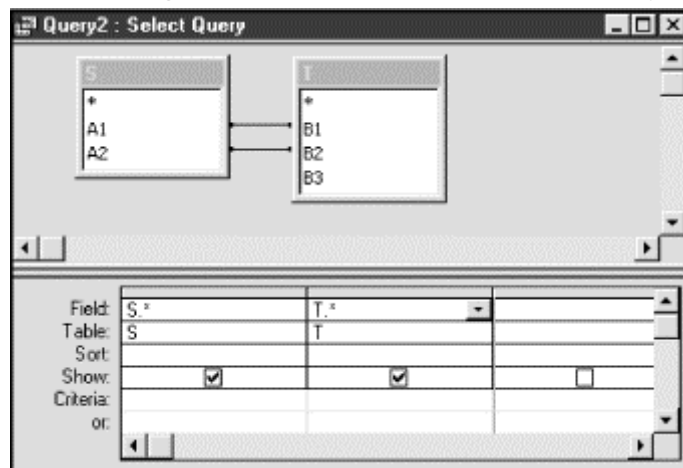 Query2 : Select Query
S
*
A1
A2
T
*
B1
B2
B3
Field: S.* T.*
Table: S T
Sort:
Show:
Criteria:
or: